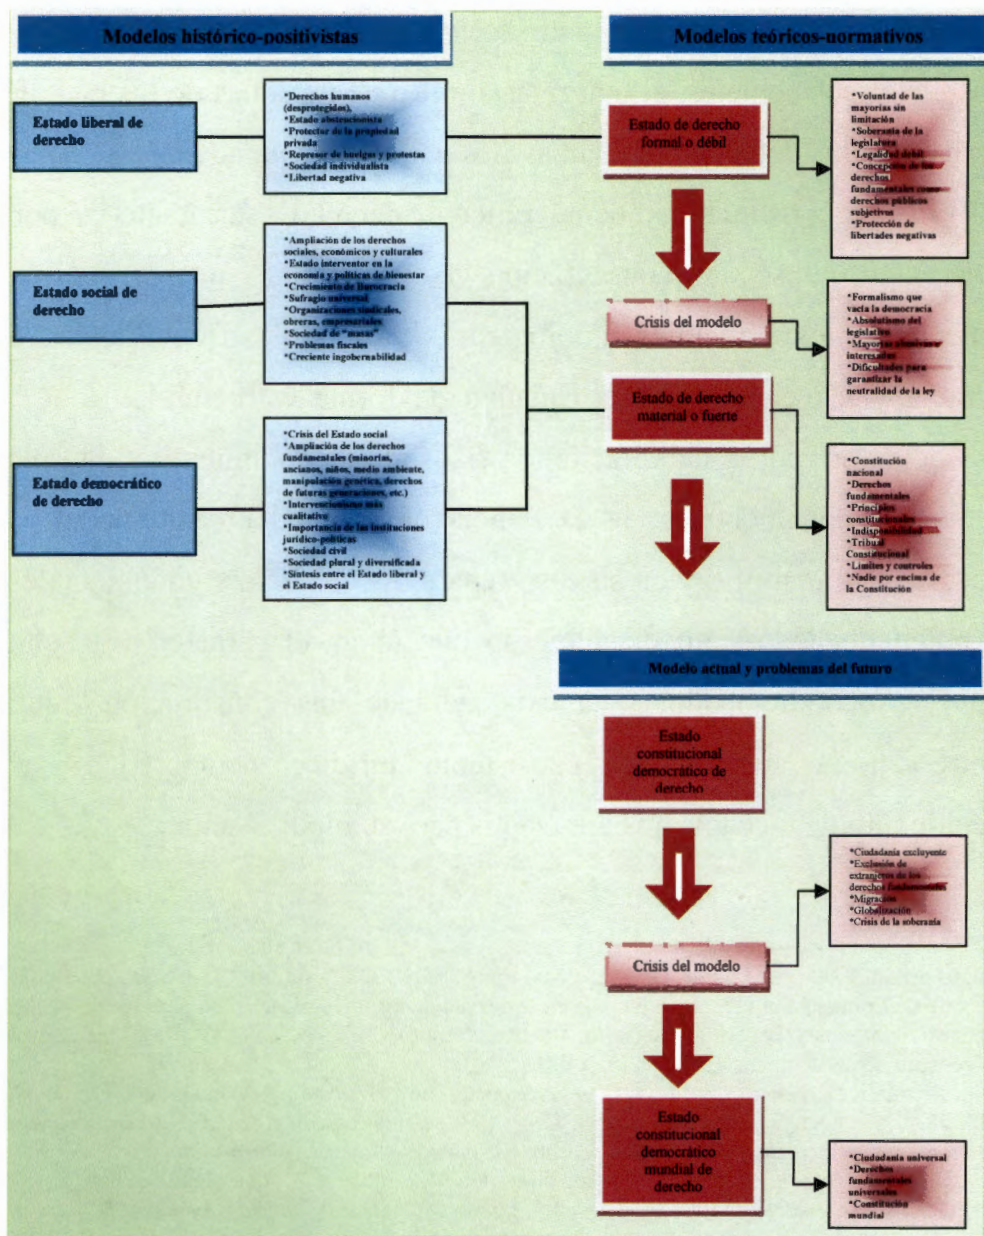 Modelos histórico-positivistas
Modelos teóricos-normativos
Estado liberal de
derecho
*Derechos humanos
(desprotegidos),
*Estado abstracionista
*Protector de la propiedad
privada
*Represor de huelgas y protestas
*Sociedad individualista
*Libertad negativa
Estado de derecho
formal o débil
*Voluntad de las
mayorías sin
limitación
*Soberanía de la
legislatura
*Legalidad débil
*Concepción de los
derechos
fundamentales como
derechos públicos
subjetivos
*Protección de
libertades negativas
Estado social de
derecho
*Ampliación de los derechos
sociales, económicos y culturales
*Estado interventor en la
economía y políticas de bienestar
*Crecimiento de Burocracia
*Sufragio universal
*Organizaciones sindicales,
obreras, empresariales
*Sociedad de "masas"
*Problemas fiscales
*Creciente ingobernabilidad
Crisis del modelo
*Formalismo que
vacía la democracia
*Absolutismo del
legislativo
*Mayorías abusivas e
interesadas
*Dificultades para
garantizar la
neutralidad de la ley
Estado de derecho
material o fuerte
Estado democrático
de derecho
*Crisis del Estado social
*Ampliación de los derechos
fundamentales (minorías,
ancianos, niños, medio ambiente,
manipulación genética, derechos
de futuras generaciones, etc.)
*Intervencionismo más
cualitativo
*Importancia de las instituciones
jurídico-políticas
*Sociedad civil
*Sociedad plural y diversificada
*Síntesis entre el Estado liberal y
el Estado social
*Constitución
nacional
*Derechos
fundamentales
*Principios
constitucionales
*Indisponibilidad
*Tribual
Constitucional
*Límites y controles
*Nadie por encima de
la Constitución
Modelo actual y problemas del futuro
Estado
constitucional
democrático de
derecho
*Ciudadanía excluyente
*Exclusión de
extranjeros de los
derechos fundamentales
*Migración
*Globalización
*Crisis de la soberanía
Crisis del modelo
Estado
constitucional
democrático
mundial de
derecho
*Ciudadanía universal
*Derechos
fundamentales
universales
*Constitución
mundial